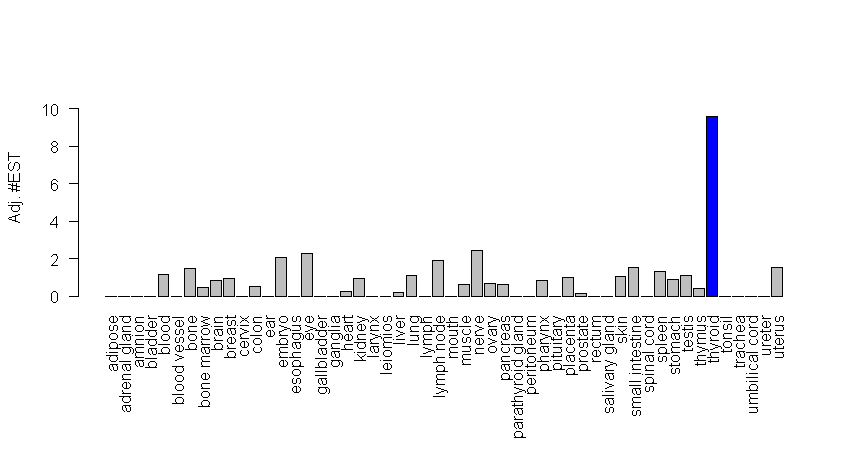 Adj. #EST
10
8
6
4
2
0
adipose
adrenal gland
amnion
bladder
blood
blood vessel
bone
bone marrow
brain
breast
cervix
colon
ear
embryo
esophagus
eye
gallbladder
ganglia
heart
kidney
larynx
leiomios
liver
lung
lymph
lymph node
mouth
muscle
nerve
ovary
pancreas
parathyroid gland
peritoneum
pharynx
pituitary
placenta
prostate
rectum
salivary gland
skin
small intestine
spinal cord
spleen
stomach
testis
thymus
thyroid
tonsil
trachea
umbilical cord
ureter
uterus